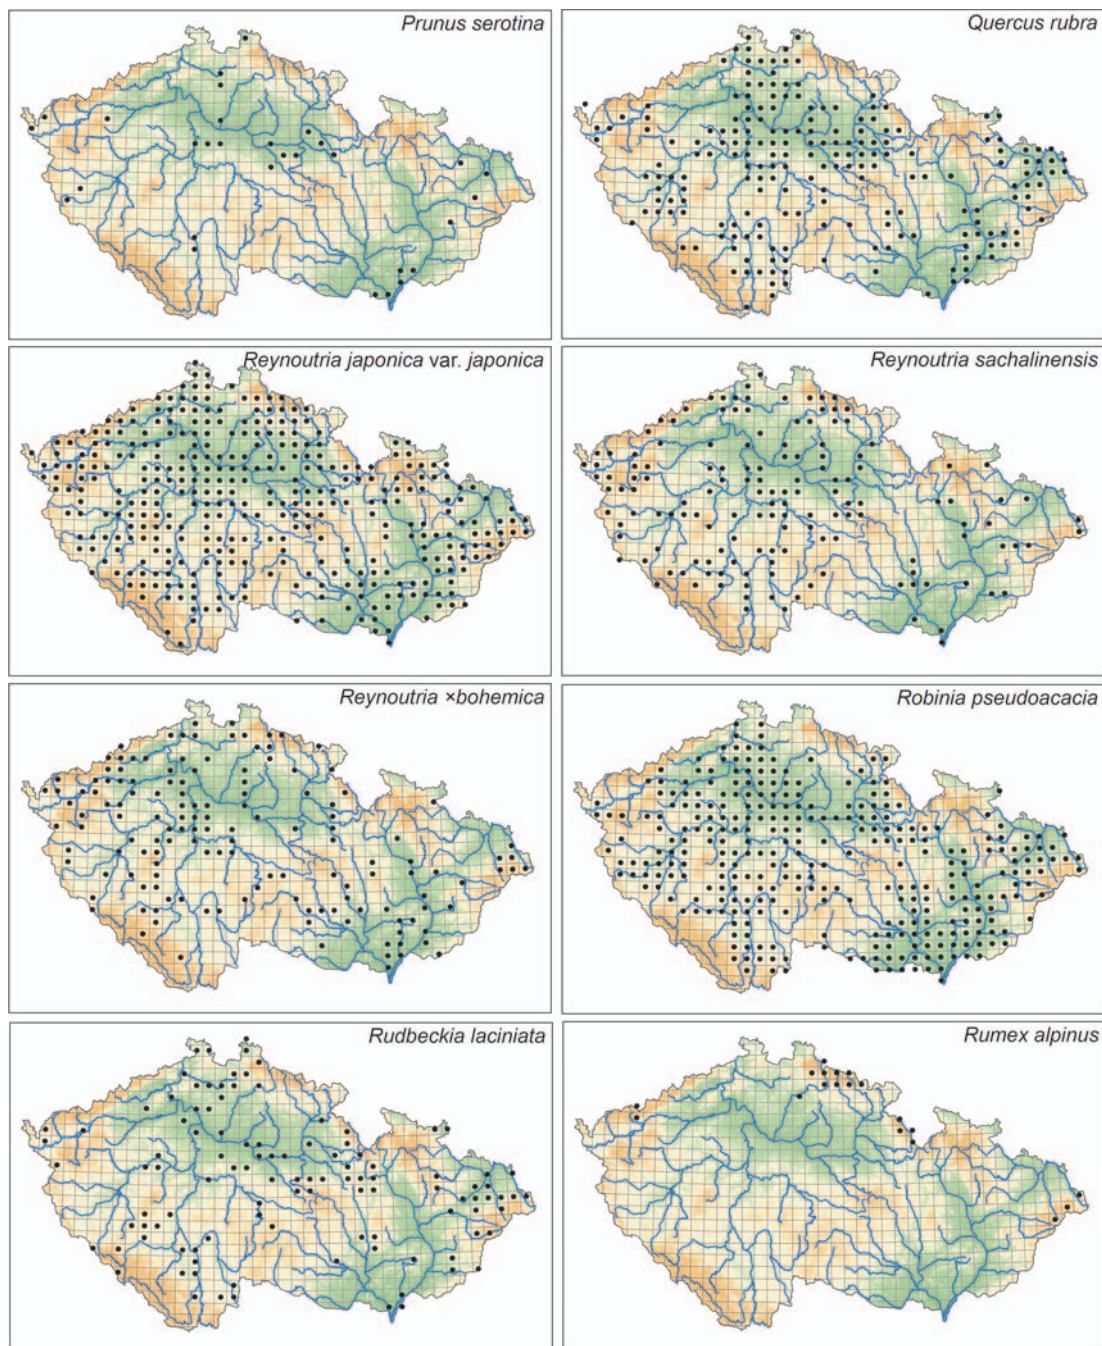 Prunus serotina
Quercus rubra
Reynoutria japonica var. japonica
Reynoutria sachalinensis
Reynoutria ×bohemica
Robinia pseudoacacia
Rudbeckia laciniata
Rumex alpinus